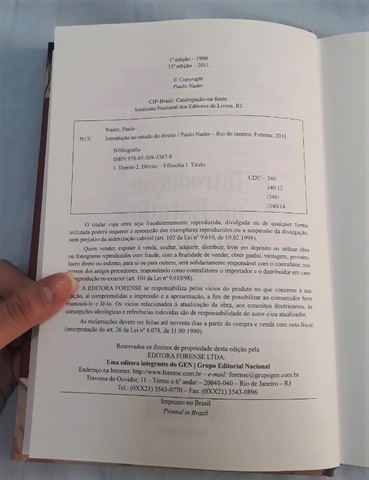 1ª edição – 1980
33ª edição – 2011
© Copyright
Paulo Nader
CIP-Brasil. Catalogação-na-fonte
Sindicato Nacional dos Editores de Livros, RJ.
Nader, Paulo
N13i Introdução ao estudo do direito / Paulo Nader – Rio de Janeiro: Forense, 2011.
Bibliografia
ISBN 978-85-309-3367-8
1. Direito 2. Direito – Filosofia I. Título
CDU – 340
340.12
/340/
/340/14
O titular cuja obra seja fraudulentamente reproduzida, divulgada ou de qualquer forma
utilizada poderá requerer a apreensão dos exemplares reproduzidos ou a suspensão da divulgação,
sem prejuízo da indenização cabível (art. 102 da Lei nº 9.610, de 19.02.1998).
Quem vender, expuser à venda, ocultar, adquirir, distribuir, tiver em depósito ou utilizar obra
ou fonograma reproduzidos com fraude, com a finalidade de vender, obter ganho, vantagem, proveito,
lucro direto ou indireto, para si ou para outrem, será solidariamente responsável com o contrafator, nos
termos dos artigos precedentes, respondendo como contrafatores o importador e o distribuidor em caso
reprodução no exterior (art. 104 da Lei nº 9.610/98).
A EDITORA FORENSE se responsabiliza pelos vícios do produto no que concerne à sua
edição, aí compreendidas a impressão e a apresentação, a fim de possibilitar ao consumidor bem
manuseá-lo e lê-lo. Os vícios relacionados à atualização da obra, aos conceitos doutrinários, às
concepções ideológicas e referências indevidas são de responsabilidade do autor e/ou atualizador.
As reclamações devem ser feitas até noventa dias a partir da compra e venda com nota fiscal
(interpretação do art. 26 da Lei nº 8.078, de 11.09.1990).
Reservados os direitos de propriedade desta edição pela
EDITORA FORENSE LTDA.
Uma editora integrante do GEN | Grupo Editorial Nacional
Endereço na Internet: http://www.forense.com.br – e-mail: forense@grupogen.com.br
Travessa do Ouvidor, 11 – Térreo e 6º andar – 20040-040 – Rio de Janeiro – RJ
Tel.: (0XX21) 3543-0770 – Fax: (0XX21) 3543-0896
Impresso no Brasil
Printed in Brazil